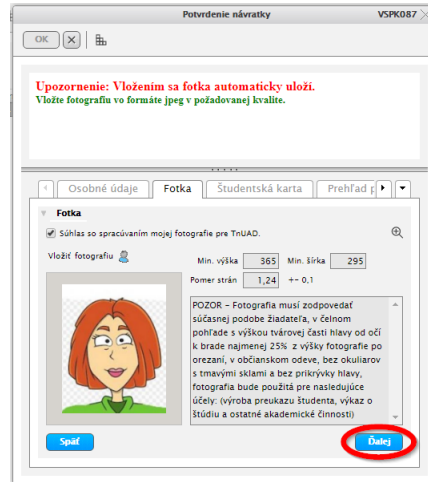 Potvrdenie návratky VSPK087
OK
Upozornenie: Vložením sa fotka automaticky uloží.
Vložte fotografiu vo formáte jpeg v požadovanej kvalite.
Osobné údaje Fotka Študentská karta Prehľad p
Fotka
Súhlas so spracúvaním mojej fotografie pre TnUAD.
Vložiť fotografiu
Min. výška 365 Min. šírka 295
Pomer strán 1,24 +- 0,1
POZOR - Fotografia musí zodpovedať
súčasnej podobe žiadateľa, v čelnom
pohľade s výškou tvárovej časti hlavy od očí
k brade najmenej 25% z výšky fotografie po
orezaní, v občianskom odeve, bez okuliarov
s tmavými sklami a bez prikrývky hlavy,
fotografia bude použitá pre nasledujúce
účely: (výroba preukazu študenta, výkaz o
štúdiu a ostatné akademické činnosti)
Späť Ďalej